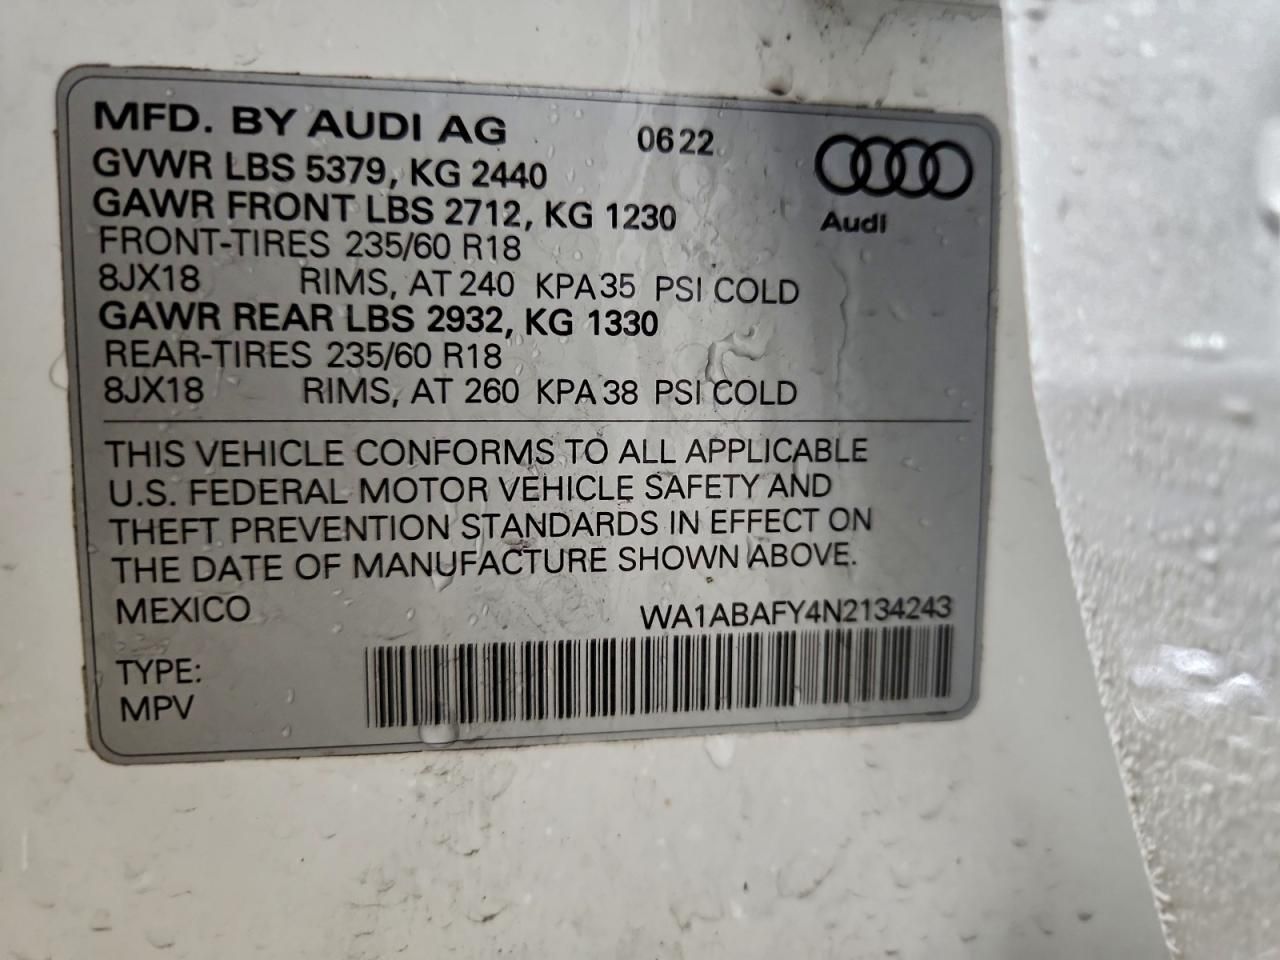 MFD. BY AUDI AG 0622
GVWR LBS 5379, KG 2440
GAWR FRONT LBS 2712, KG 1230
Audi
FRONT-TIRES 235/60 R18
8JX18 RIMS, AT 240 KPA 35 PSI COLD
GAWR REAR LBS 2932, KG 1330
REAR-TIRES 235/60 R18
8JX18 RIMS, AT 260 KPA 38 PSI COLD
THIS VEHICLE CONFORMS TO ALL APPLICABLE
U.S. FEDERAL MOTOR VEHICLE SAFETY AND
THEFT PREVENTION STANDARDS IN EFFECT ON
THE DATE OF MANUFACTURE SHOWN ABOVE.
MEXICO WA1ABAFY4N2134243
TYPE:
MPV